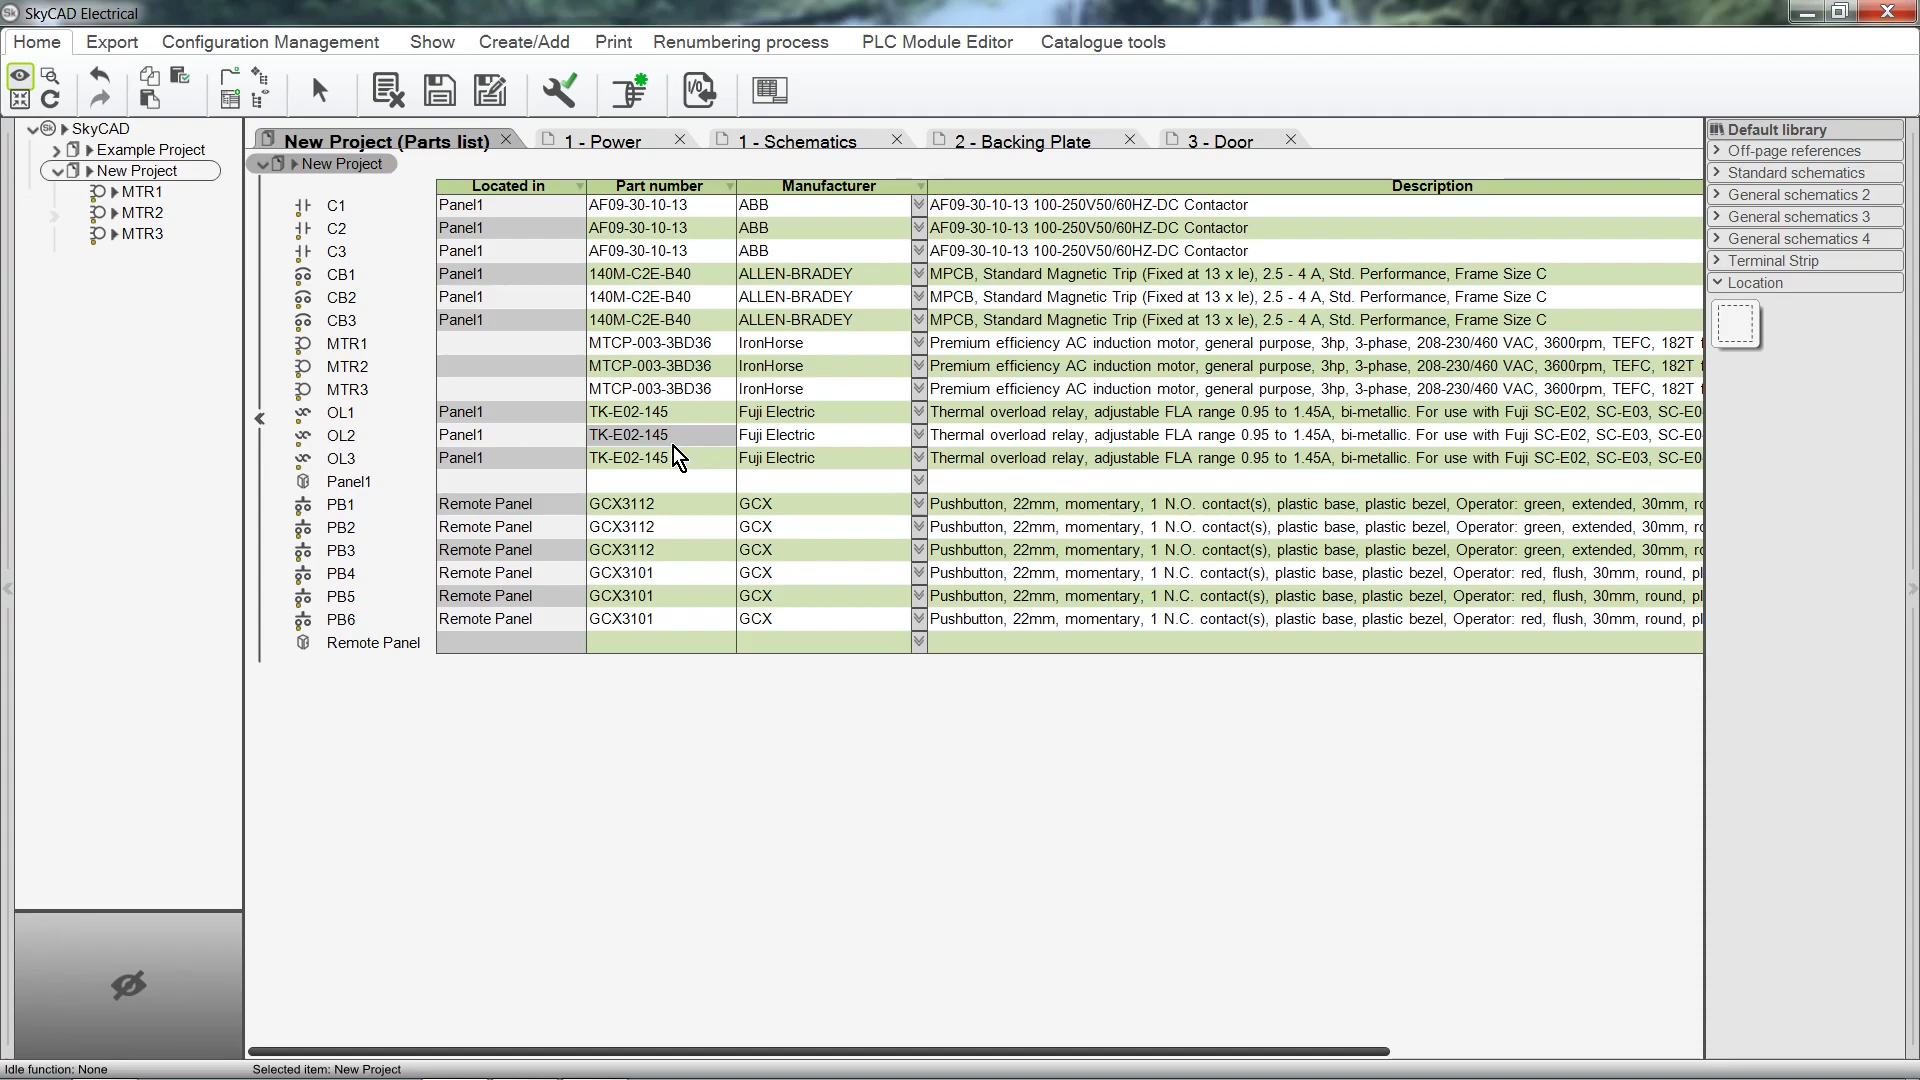 SkyCAD Electrical
Home Export Configuration Management Show Create/Add Print Renumbering process PLC Module Editor Catalogue tools
SkyCAD
Example Project
New Project
MTR1
MTR2
MTR3
New Project (Parts list) 1 - Power 1 - Schematics 2 - Backing Plate 3 - Door
New Project
Located in Part number Manufacturer Description
C1 Panel1 AF09-30-10-13 ABB AF09-30-10-13 100-250V50/60HZ-DC Contactor
C2 Panel1 AF09-30-10-13 ABB AF09-30-10-13 100-250V50/60HZ-DC Contactor
C3 Panel1 AF09-30-10-13 ABB AF09-30-10-13 100-250V50/60HZ-DC Contactor
CB1 Panel1 140M-C2E-B40 ALLEN-BRADEY MPCB, Standard Magnetic Trip (Fixed at 13 x Ie), 2.5 - 4 A, Std. Performance, Frame Size C
CB2 Panel1 140M-C2E-B40 ALLEN-BRADEY MPCB, Standard Magnetic Trip (Fixed at 13 x Ie), 2.5 - 4 A, Std. Performance, Frame Size C
CB3 Panel1 140M-C2E-B40 ALLEN-BRADEY MPCB, Standard Magnetic Trip (Fixed at 13 x Ie), 2.5 - 4 A, Std. Performance, Frame Size C
MTR1 MTCP-003-3BD36 IronHorse Premium efficiency AC induction motor, general purpose, 3hp, 3-phase, 208-230/460 VAC, 3600rpm, TEFC, 182T
MTR2 MTCP-003-3BD36 IronHorse Premium efficiency AC induction motor, general purpose, 3hp, 3-phase, 208-230/460 VAC, 3600rpm, TEFC, 182T
MTR3 MTCP-003-3BD36 IronHorse Premium efficiency AC induction motor, general purpose, 3hp, 3-phase, 208-230/460 VAC, 3600rpm, TEFC, 182T
OL1 Panel1 TK-E02-145 Fuji Electric Thermal overload relay, adjustable FLA range 0.95 to 1.45A, bi-metallic. For use with Fuji SC-E02, SC-E03, SC-E0
OL2 Panel1 TK-E02-145 Fuji Electric Thermal overload relay, adjustable FLA range 0.95 to 1.45A, bi-metallic. For use with Fuji SC-E02, SC-E03, SC-E0
OL3 Panel1 TK-E02-145 Fuji Electric Thermal overload relay, adjustable FLA range 0.95 to 1.45A, bi-metallic. For use with Fuji SC-E02, SC-E03, SC-E0
Panel1
PB1 Remote Panel GCX3112 GCX Pushbutton, 22mm, momentary, 1 N.O. contact(s), plastic base, plastic bezel, Operator: green, extended, 30mm, ro
PB2 Remote Panel GCX3112 GCX Pushbutton, 22mm, momentary, 1 N.O. contact(s), plastic base, plastic bezel, Operator: green, extended, 30mm, ro
PB3 Remote Panel GCX3112 GCX Pushbutton, 22mm, momentary, 1 N.O. contact(s), plastic base, plastic bezel, Operator: green, extended, 30mm, ro
PB4 Remote Panel GCX3101 GCX Pushbutton, 22mm, momentary, 1 N.C. contact(s), plastic base, plastic bezel, Operator: red, flush, 30mm, round, pl
PB5 Remote Panel GCX3101 GCX Pushbutton, 22mm, momentary, 1 N.C. contact(s), plastic base, plastic bezel, Operator: red, flush, 30mm, round, pl
PB6 Remote Panel GCX3101 GCX Pushbutton, 22mm, momentary, 1 N.C. contact(s), plastic base, plastic bezel, Operator: red, flush, 30mm, round, pl
Remote Panel
Default library
Off-page references
Standard schematics
General schematics 2
General schematics 3
General schematics 4
Terminal Strip
Location
Idle function: None Selected item: New Project